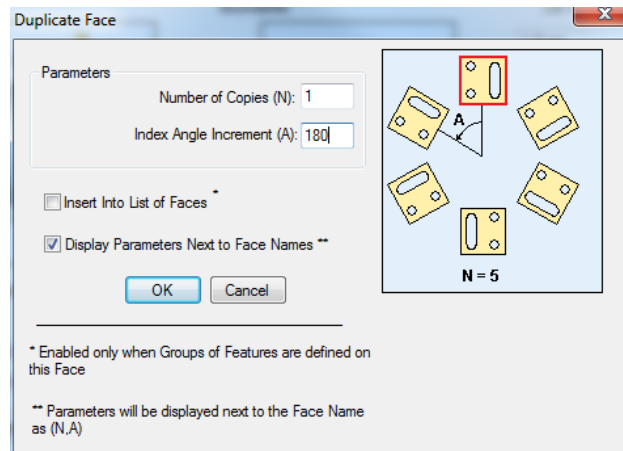 Duplicate Face
Parameters
Number of Copies (N): 1
Index Angle Increment (A): 180
Insert Into List of Faces *
Display Parameters Next to Face Names **
OK Cancel
* Enabled only when Groups of Features are defined on
this Face
** Parameters will be displayed next to the Face Name
as (N,A)
A
N = 5